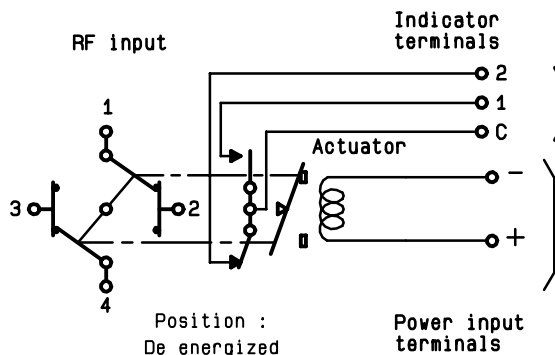 Indicator
terminals
RF input
2
1
C
1
Actuator
-
3
2
+
4
Position :
De energized
Power input
terminals